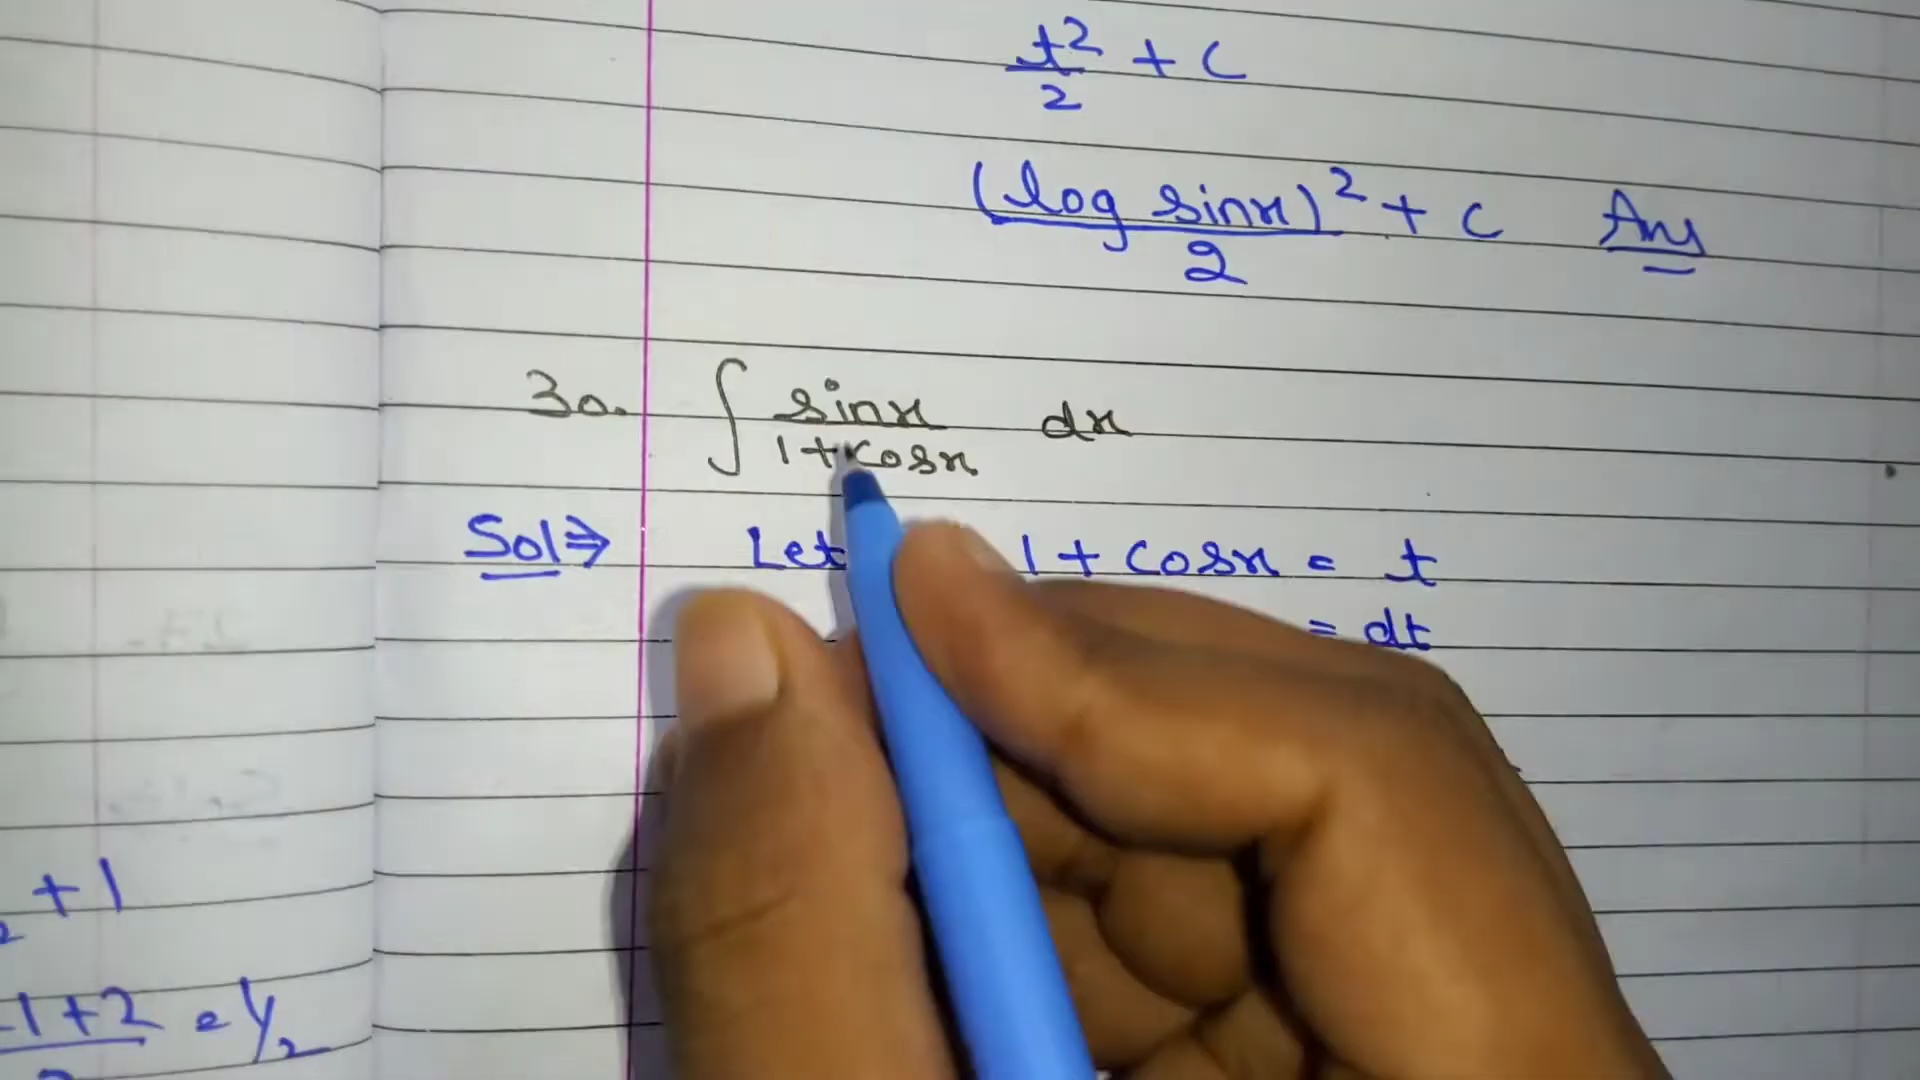 t²/2 + C
(log sinx)²/2 + C Ans
30. ∫ sinx/1+cosx dx
Sol⇒ Let 1 + cosx = t
= dt
+ 1
-1+2 = 1/2